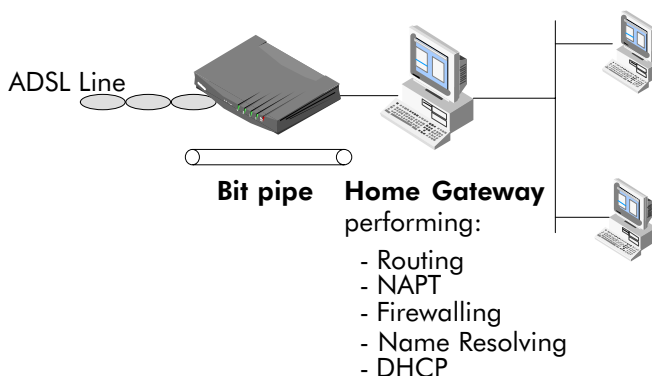 ADSL Line
Bit pipe
Home Gateway
performing:
- Routing
- NAPT
- Firewalling
- Name Resolving
- DHCP